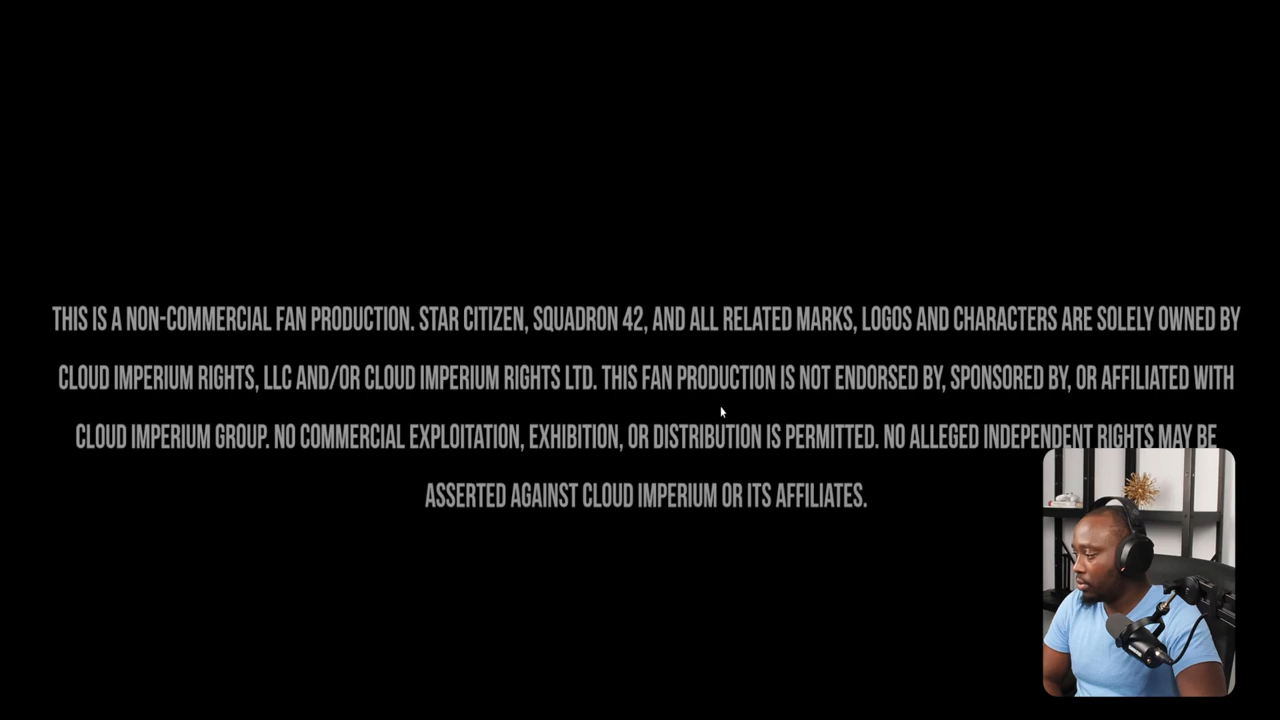 THIS IS A NON-COMMERCIAL FAN PRODUCTION. STAR CITIZEN, SQUADRON 42, AND ALL RELATED MARKS, LOGOS AND CHARACTERS ARE SOLELY OWNED BY
CLOUD IMPERIUM RIGHTS, LLC AND/OR CLOUD IMPERIUM RIGHTS LTD. THIS FAN PRODUCTION IS NOT ENDORSED BY, SPONSORED BY, OR AFFILIATED WITH
CLOUD IMPERIUM GROUP. NO COMMERCIAL EXPLOITATION, EXHIBITION, OR DISTRIBUTION IS PERMITTED. NO ALLEGED INDEPENDENT RIGHTS MAY BE
ASSERTED AGAINST CLOUD IMPERIUM OR ITS AFFILIATES.